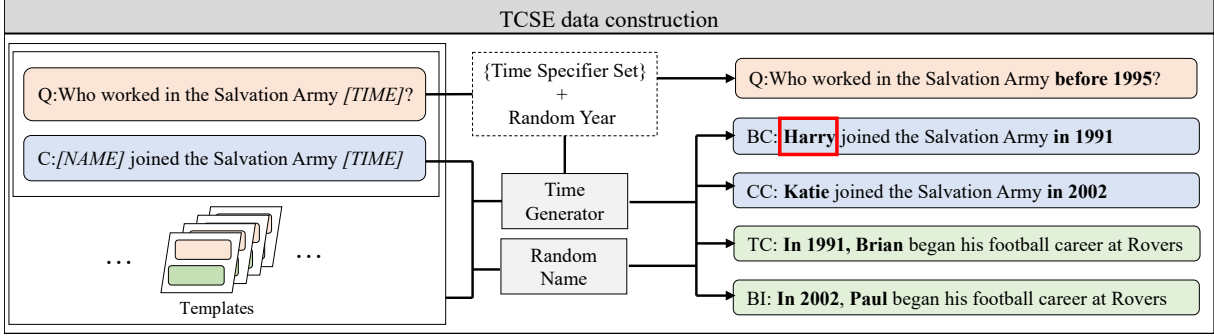 TCSE data construction
Q:Who worked in the Salvation Army [TIME]?
C:[NAME] joined the Salvation Army [TIME]
...
...
Templates
{Time Specifier Set}
+
Random Year
Time
Generator
Random
Name
Q:Who worked in the Salvation Army before 1995?
BC: Harry joined the Salvation Army in 1991
CC: Katie joined the Salvation Army in 2002
TC: In 1991, Brian began his football career at Rovers
BI: In 2002, Paul began his football career at Rovers